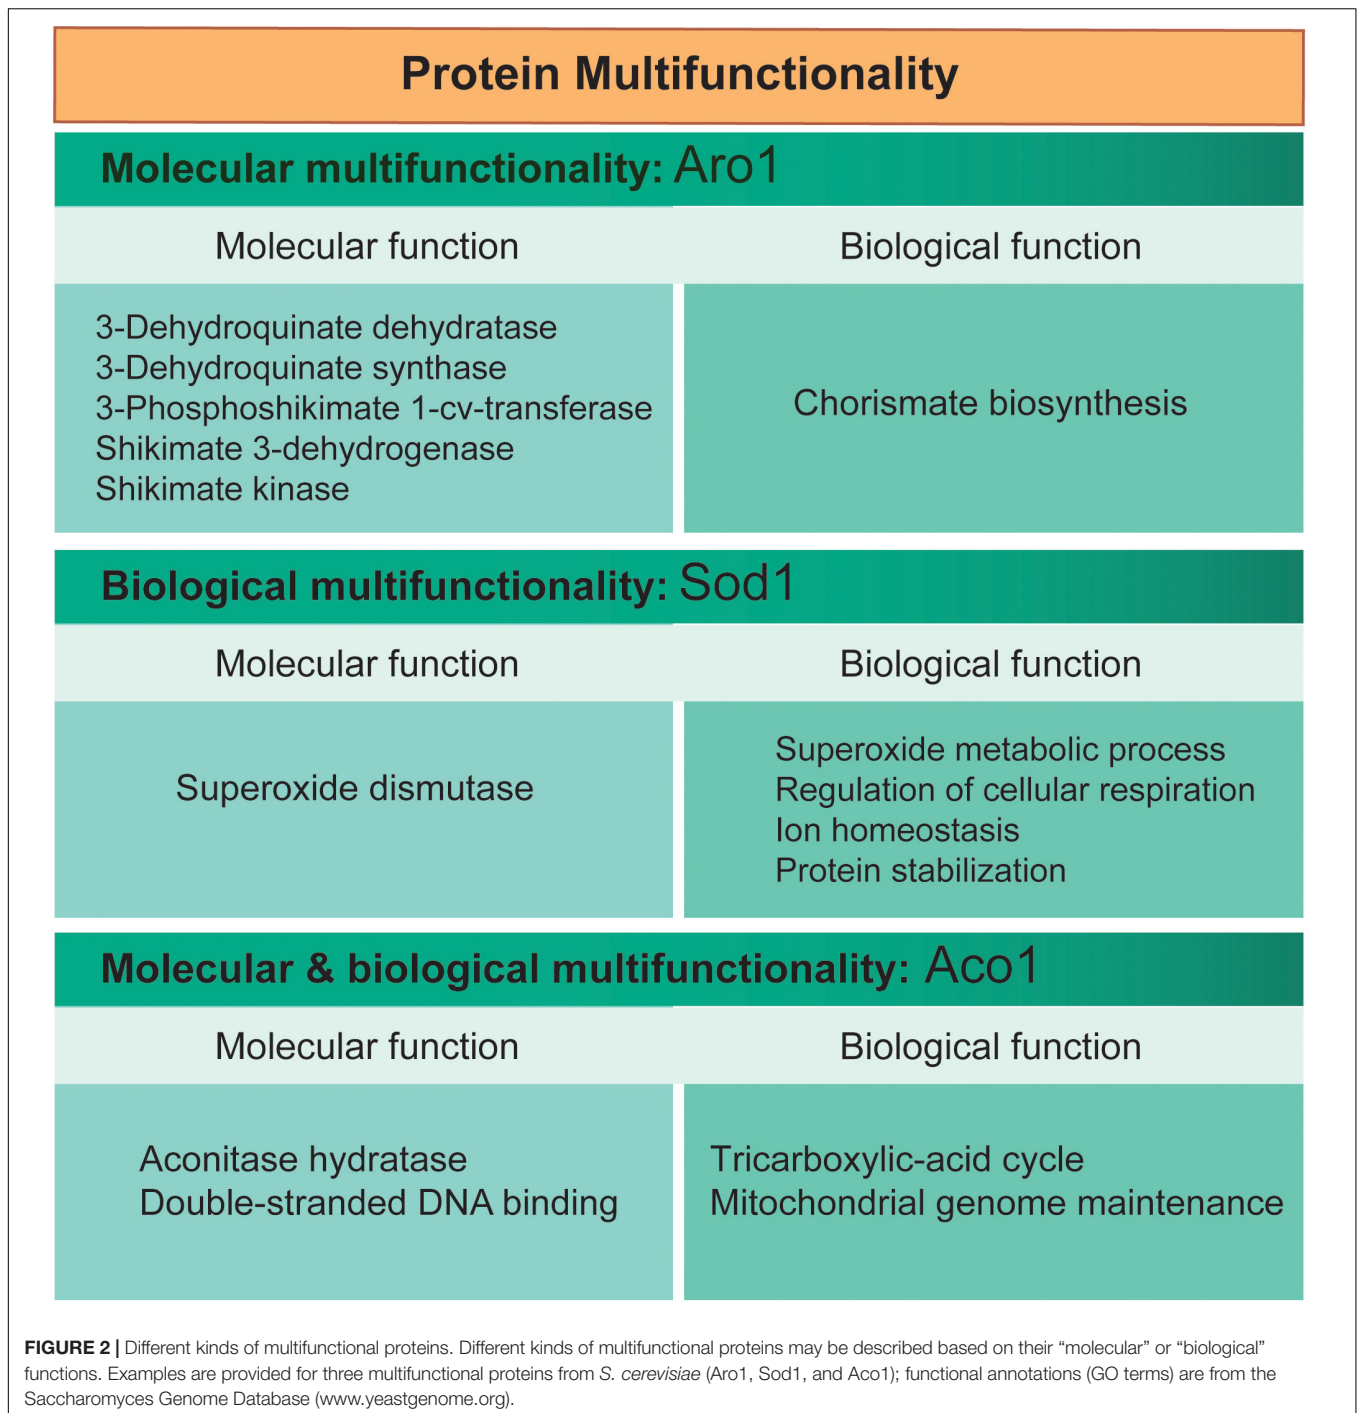 Protein Multifunctionality
Molecular multifunctionality: Aro1
Molecular function
Biological function
3-Dehydroquinate dehydratase
3-Dehydroquinate synthase
3-Phosphoshikimate 1-cv-transferase
Shikimate 3-dehydrogenase
Shikimate kinase
Chorismate biosynthesis
Biological multifunctionality: Sod1
Molecular function
Biological function
Superoxide dismutase
Superoxide metabolic process
Regulation of cellular respiration
Ion homeostasis
Protein stabilization
Molecular & biological multifunctionality: Aco1
Molecular function
Biological function
Aconitase hydratase
Double-stranded DNA binding
Tricarboxylic-acid cycle
Mitochondrial genome maintenance
FIGURE 2 | Different kinds of multifunctional proteins. Different kinds of multifunctional proteins may be described based on their “molecular” or “biological”
functions. Examples are provided for three multifunctional proteins from S. cerevisiae (Aro1, Sod1, and Aco1); functional annotations (GO terms) are from the
Saccharomyces Genome Database (www.yeastgenome.org).